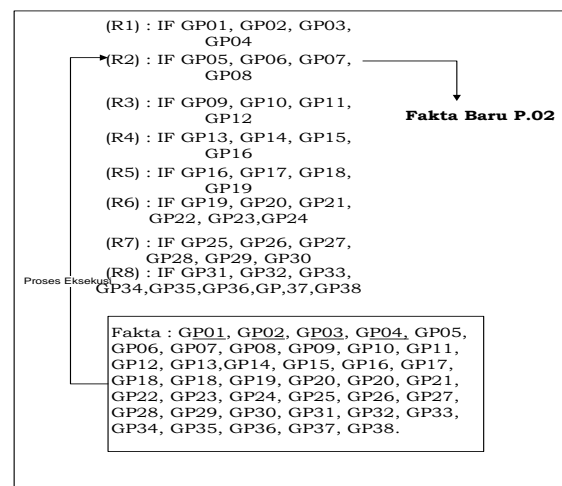 (R1) : IF GP01, GP02, GP03,
GP04
(R2) : IF GP05, GP06, GP07,
GP08
(R3) : IF GP09, GP10, GP11,
GP12
Fakta Baru P.02
(R4) : IF GP13, GP14, GP15,
GP16
(R5) : IF GP16, GP17, GP18,
GP19
(R6) : IF GP19, GP20, GP21,
GP22, GP23,GP24
(R7) : IF GP25, GP26, GP27,
GP28, GP29, GP30
(R8) : IF GP31, GP32, GP33,
Proses Eksekusi
GP34,GP35,GP36,GP,37,GP38
Fakta : GP01, GP02, GP03, GP04, GP05,
GP06, GP07, GP08, GP09, GP10, GP11,
GP12, GP13,GP14, GP15, GP16, GP17,
GP18, GP18, GP19, GP20, GP20, GP21,
GP22, GP23, GP24, GP25, GP26, GP27,
GP28, GP29, GP30, GP31, GP32, GP33,
GP34, GP35, GP36, GP37, GP38.